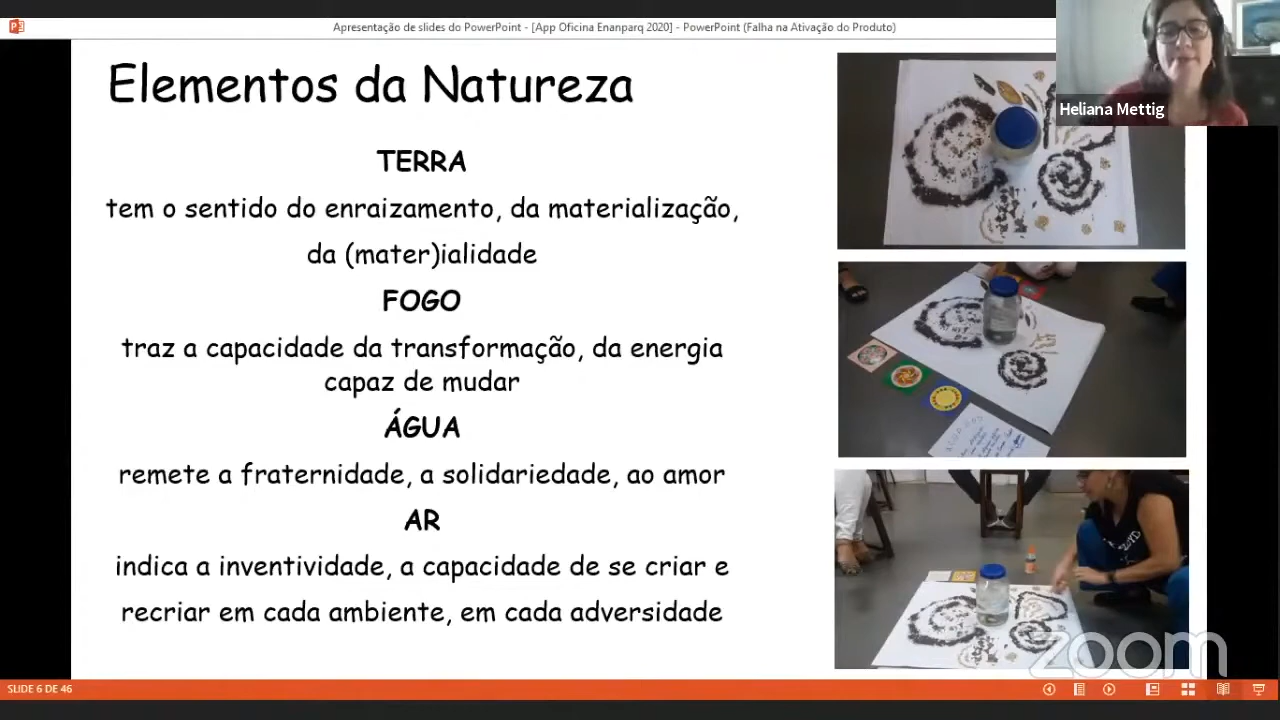 Apresentação de slides do PowerPoint - [App Oficina Enanparq 2020] - PowerPoint (Falha na Ativação do Produto)
Heliana Mettig
Elementos da Natureza
TERRA
tem o sentido do enraizamento, da materialização,
da (mater)ialidade
FOGO
traz a capacidade da transformação, da energia
capaz de mudar
ÁGUA
remete a fraternidade, a solidariedade, ao amor
AR
indica a inventividade, a capacidade de se criar e
recriar em cada ambiente, em cada adversidade
zoom
SLIDE 6 DE 46